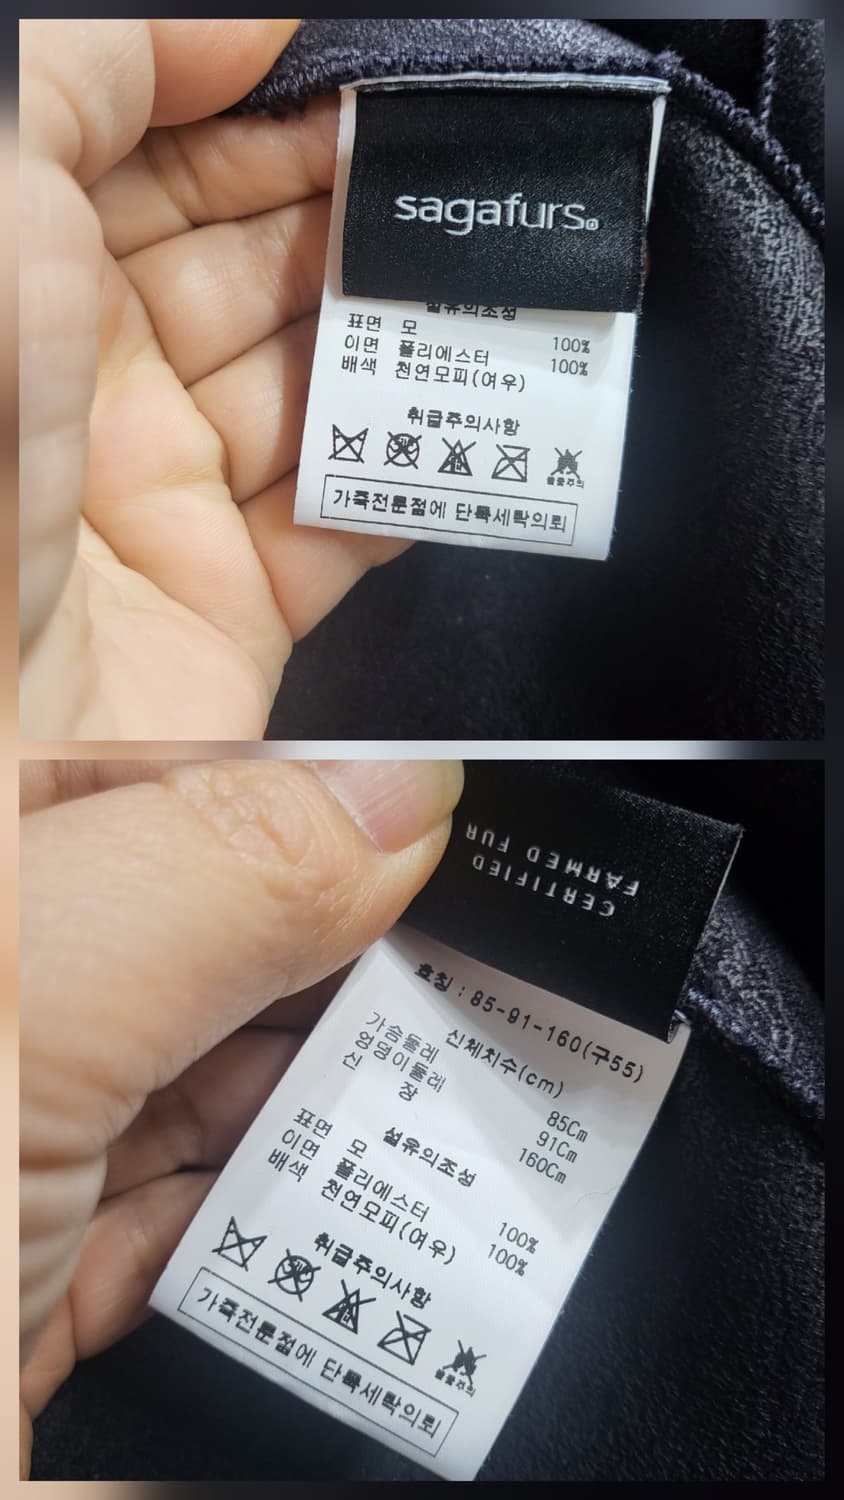 sagafurs®
섬유의조성
표면 모 100%
이면 폴리에스터 100%
배색 천연모피(여우)
취급주의사항
가죽전문점에 단독세탁의뢰
CERTIFIED
FARMED FUR
호칭 : 85-91-160(구55)
신체치수(cm)
가슴둘레 85Cm
엉덩이둘레 91Cm
신 장 160Cm
섬유의조성
표면 모 100%
이면 폴리에스터 100%
배색 천연모피(여우)
취급주의사항
가죽전문점에 단독세탁의뢰